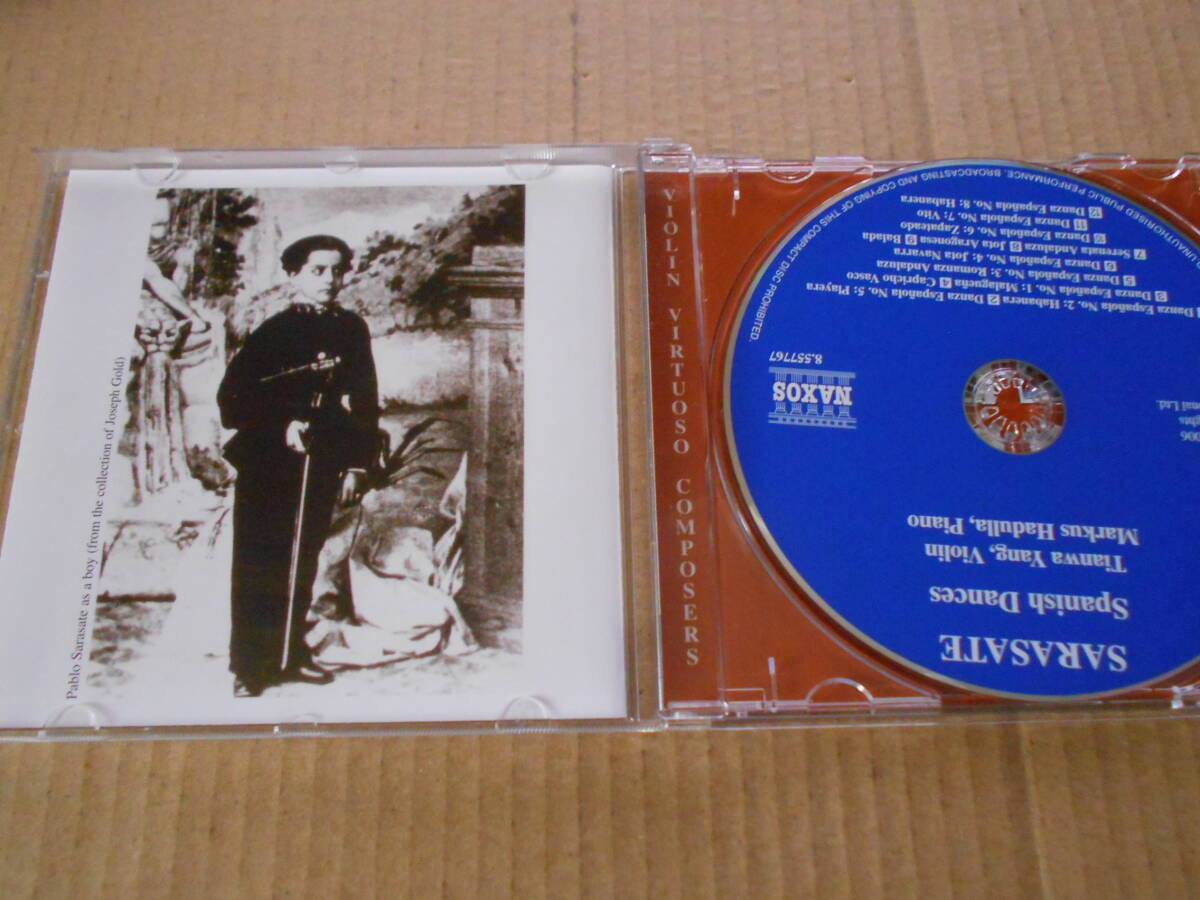 Pablo Sarasate as a boy (from the collection of Joseph Gold)
VIOLIN VIRTUOSO COMPOSERS
SARASATE
Spanish Dances
Tianwa Yang, Violin
Markus Hadulla, Piano
NAXOS
8.557767
Danza Española No. 2: Habanera 2 Danza Española No. 5: Playera
3 Danza Española No. 1: Malagueña 4 Capricho Vasco
5 Danza Española No. 3: Romanza Andaluza
6 Danza Española No. 4: Jota Navarra
7 Serenata Andaluza 8 Jota Aragonesa 9 Balada
10 Danza Española No. 6: Zapateado
11 Danza Española No. 7: Vito
12 Danza Española No. 8: Habanera
UNAUTHORISED PUBLIC PERFORMANCE, BROADCASTING AND COPYING OF THIS COMPACT DISC PROHIBITED.
Ltd.